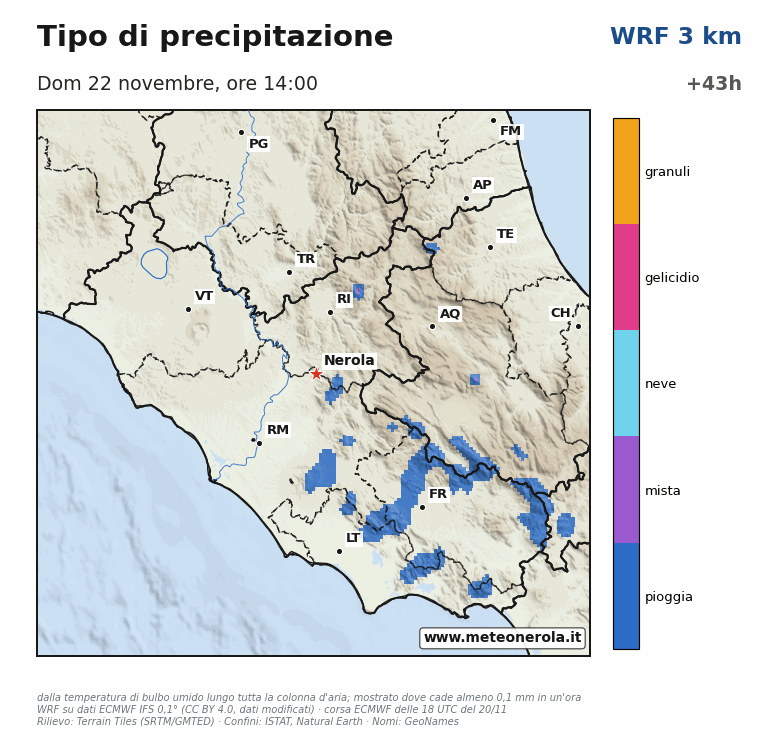 Tipo di precipitazione
WRF 3 km
Dom 22 novembre, ore 14:00
+43h
FM
PG
AP
TE
TR
VT
RI
AQ
CH
Nerola
RM
FR
LT
www.meteonerola.it
granuli
gelicidio
neve
mista
pioggia
dalla temperatura di bulbo umido lungo tutta la colonna d'aria; mostrato dove cade almeno 0,1 mm in un'ora
WRF su dati ECMWF IFS 0,1° (CC BY 4.0, dati modificati) · corsa ECMWF delle 18 UTC del 20/11
Rilievo: Terrain Tiles (SRTM/GMTED) · Confini: ISTAT, Natural Earth · Nomi: GeoNames